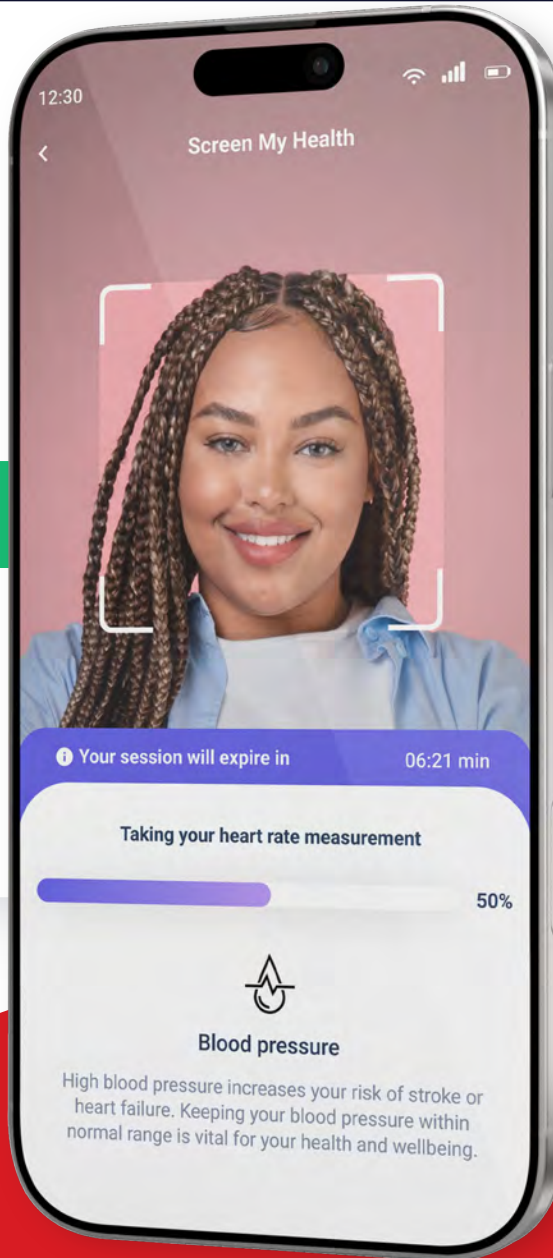 12:30
Screen My Health
Your session will expire in 06:21 min
Taking your heart rate measurement
50%
Blood pressure
High blood pressure increases your risk of stroke or
heart failure. Keeping your blood pressure within
normal range is vital for your health and wellbeing.